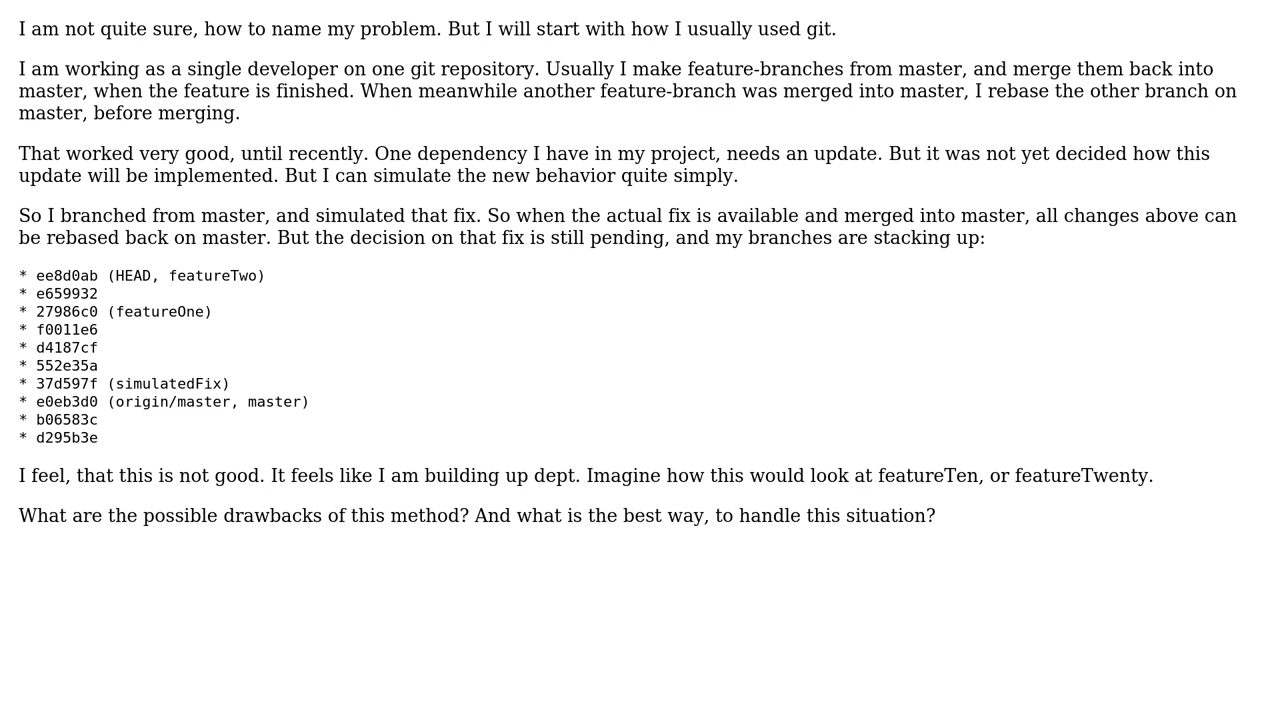 I am not quite sure, how to name my problem. But I will start with how I usually used git.
I am working as a single developer on one git repository. Usually I make feature-branches from master, and merge them back into
master, when the feature is finished. When meanwhile another feature-branch was merged into master, I rebase the other branch on
master, before merging.
That worked very good, until recently. One dependency I have in my project, needs an update. But it was not yet decided how this
update will be implemented. But I can simulate the new behavior quite simply.
So I branched from master, and simulated that fix. So when the actual fix is available and merged into master, all changes above can
be rebased back on master. But the decision on that fix is still pending, and my branches are stacking up:
* ee8d0ab (HEAD, featureTwo)
* e659932
* 27986c0 (featureOne)
* f0011e6
* d4187cf
* 552e35a
* 37d597f (simulatedFix)
* e0eb3d0 (origin/master, master)
* b06583c
* d295b3e
I feel, that this is not good. It feels like I am building up dept. Imagine how this would look at featureTen, or featureTwenty.
What are the possible drawbacks of this method? And what is the best way, to handle this situation?